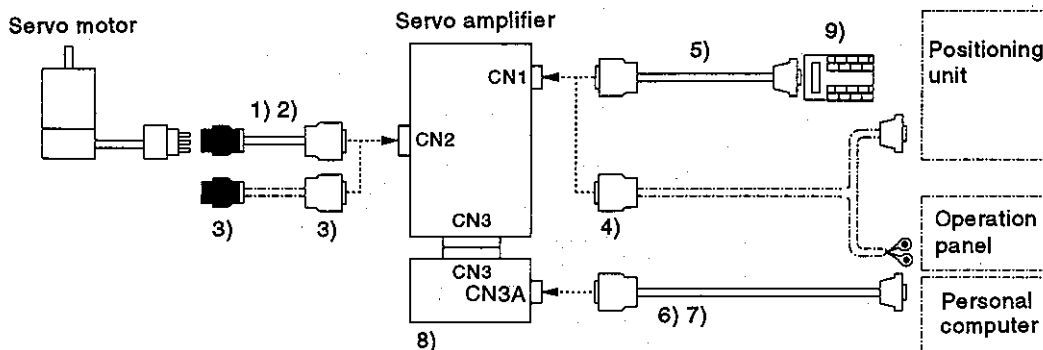 Servo motor
Servo amplifier
Positioning
unit
5)
9)
CN1
1) 2)
CN2
3)
3)
4)
CN3
CN3
CN3A
Operation
panel
6) 7)
8)
Personal
computer